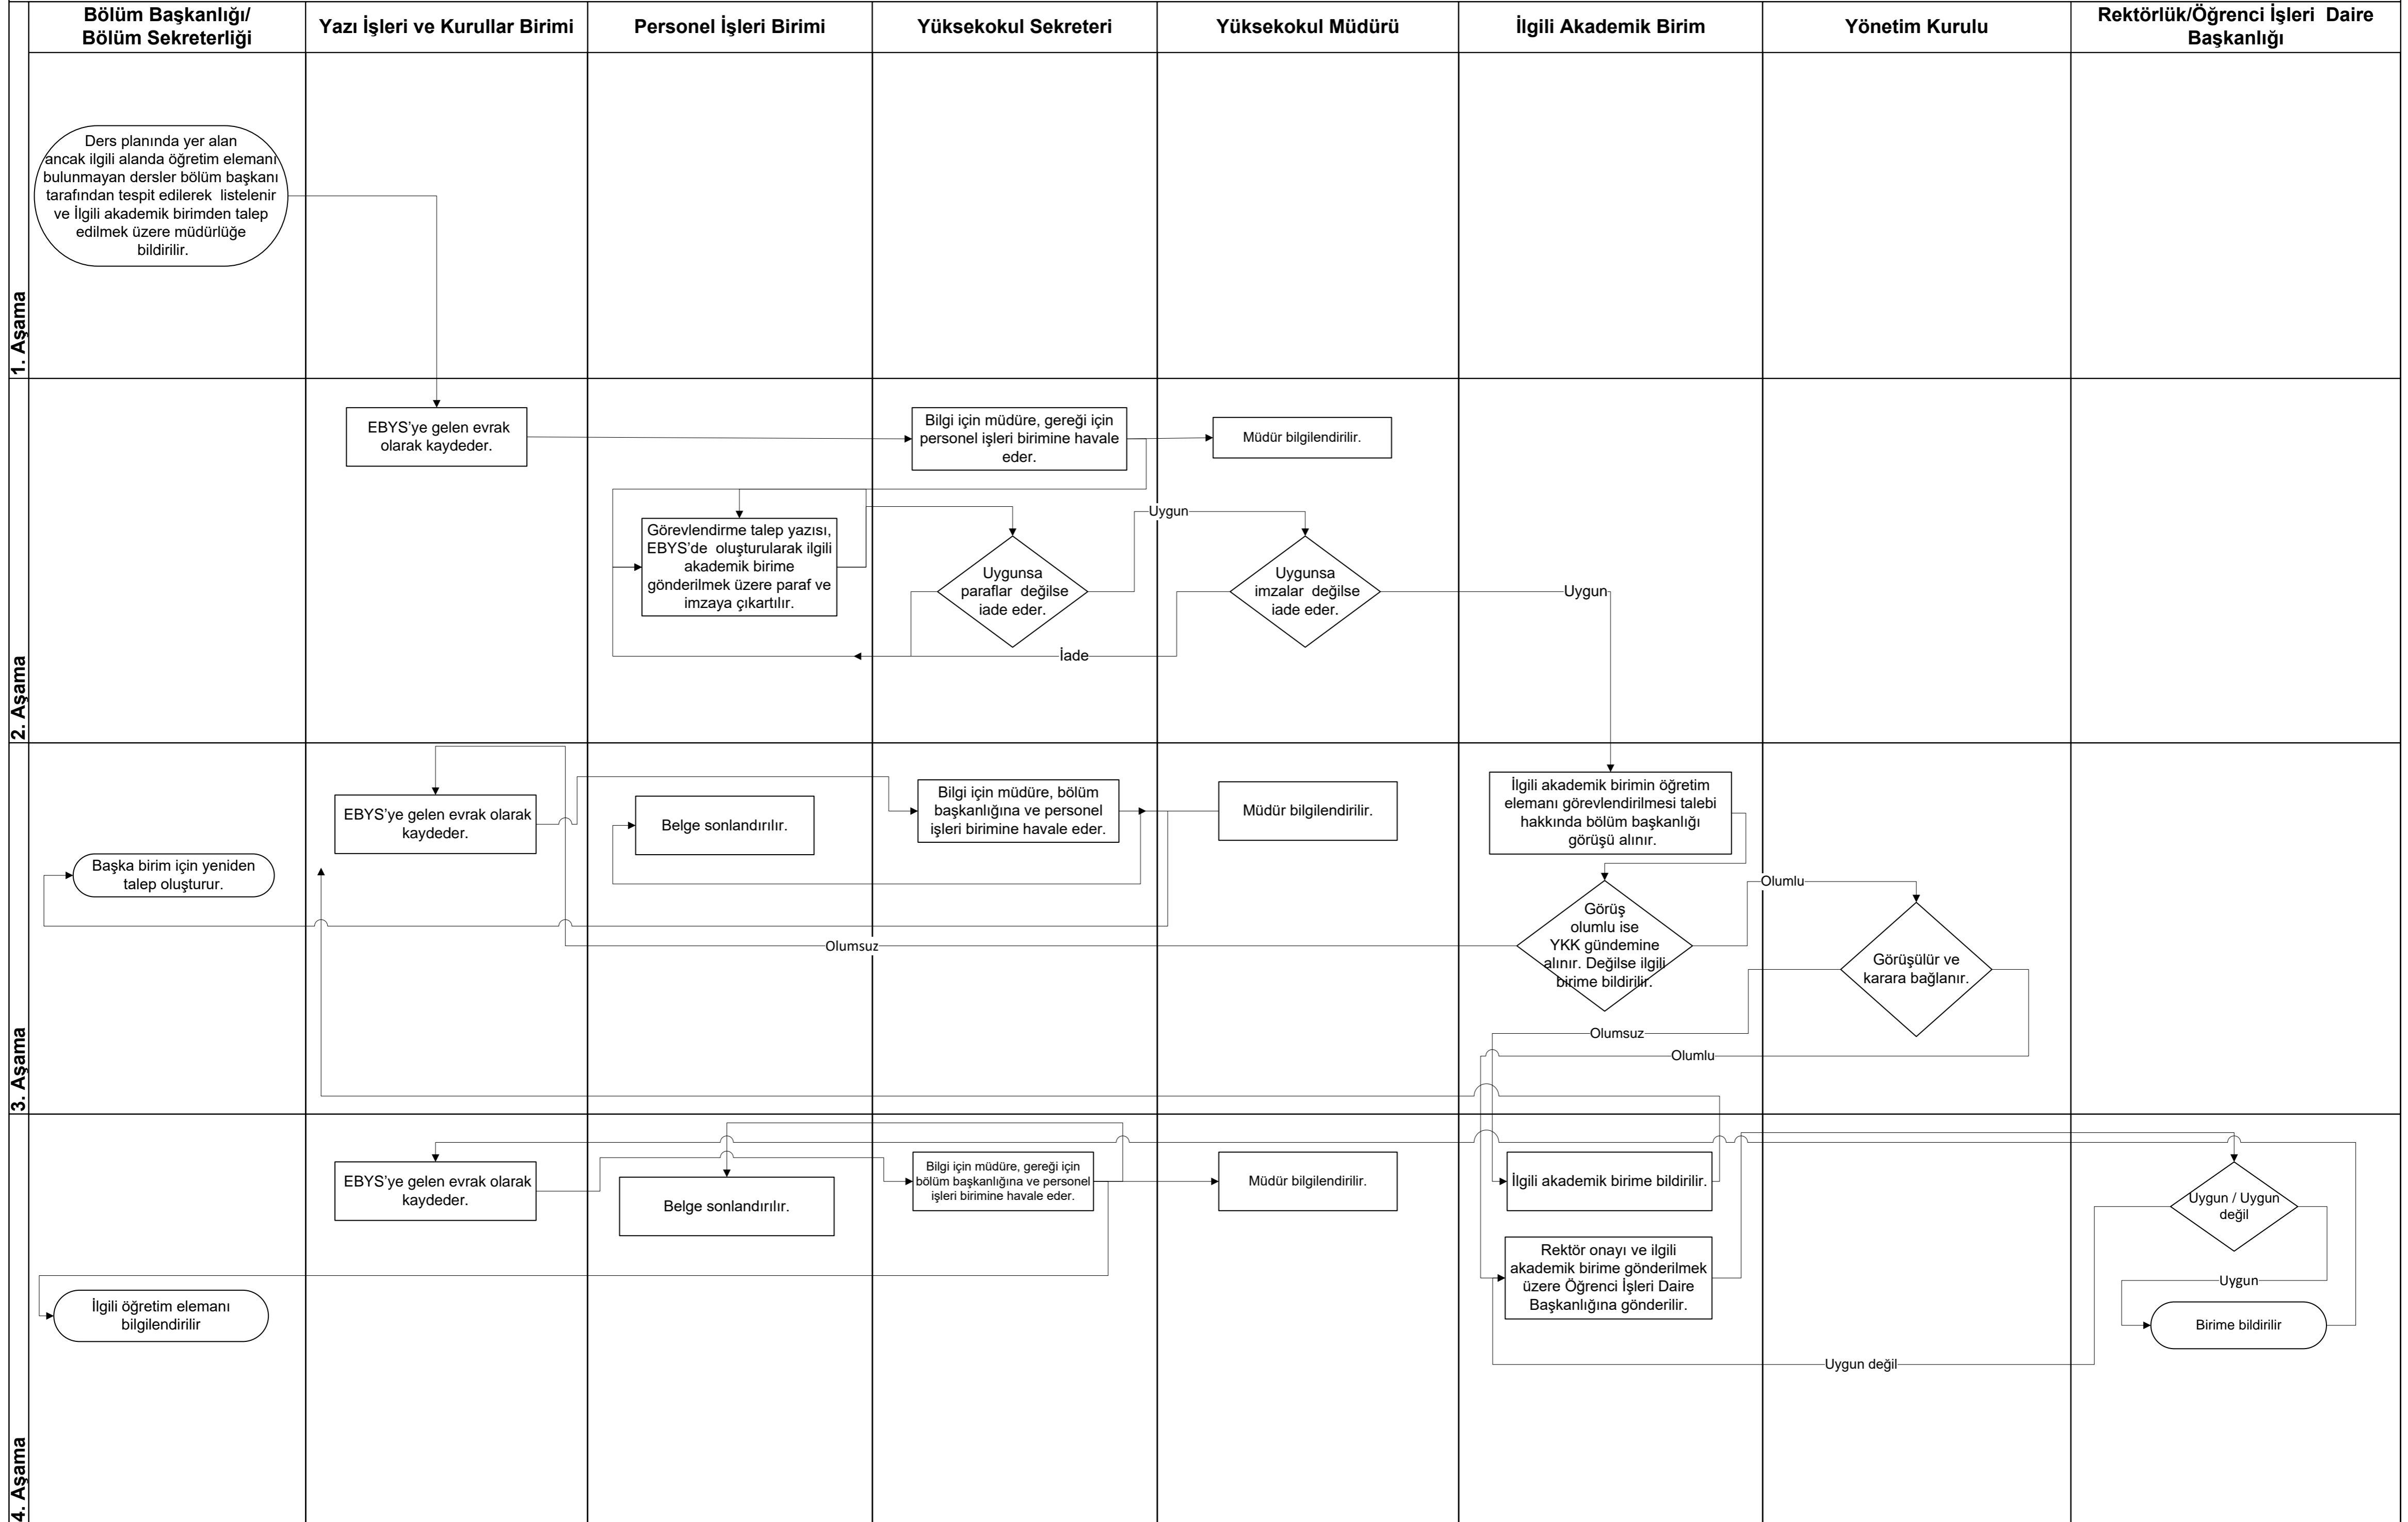 Bölüm Başkanlığı/
Bölüm Sekreterliği
Yazı İşleri ve Kurullar Birimi
Personel İşleri Birimi
Yüksekokul Sekreteri
Yüksekokul Müdürü
İlgili Akademik Birim
Yönetim Kurulu
Rektörlük/Öğrenci İşleri Daire
Başkanlığı
1. Aşama
Ders planında yer alan
ancak ilgili alanda öğretim elemanı
bulunmayan dersler bölüm başkanı
tarafından tespit edilerek listelenir
ve İlgili akademik birimden talep
edilmek üzere müdürlüğe
bildirilir.
2. Aşama
EBYS’ye gelen evrak
olarak kaydeder.
Bilgi için müdüre, gereği için
personel işleri birimine havale
eder.
Müdür bilgilendirilir.
Görevlendirme talep yazısı,
EBYS’de oluşturularak ilgili
akademik birime
gönderilmek üzere paraf ve
imzaya çıkartılır.
Uygunsa
paraflar değilse
iade eder.
Uygun
Uygunsa
imzalar değilse
iade eder.
Uygun
İade
3. Aşama
Başka birim için yeniden
talep oluşturur.
EBYS’ye gelen evrak olarak
kaydeder.
Belge sonlandırılır.
Bilgi için müdüre, bölüm
başkanlığına ve personel
işleri birimine havale eder.
Müdür bilgilendirilir.
İlgili akademik birimin öğretim
elemanı görevlendirilmesi talebi
hakkında bölüm başkanlığı
görüşü alınır.
Görüş
olumlu ise
YKK gündemine
alınır. Değilse ilgili
birime bildirilir.
Olumlu
Olumsuz
Görüşülür ve
karara bağlanır.
Olumsuz
Olumlu
4. Aşama
EBYS’ye gelen evrak olarak
kaydeder.
Belge sonlandırılır.
Bilgi için müdüre, gereği için
bölüm başkanlığına ve personel
işleri birimine havale eder.
Müdür bilgilendirilir.
İlgili akademik birime bildirilir.
Uygun / Uygun
değil
Rektör onayı ve ilgili
akademik birime gönderilmek
üzere Öğrenci İşleri Daire
Başkanlığına gönderilir.
Uygun
İlgili öğretim elemanı
bilgilendirilir
Birime bildirilir
Uygun değil